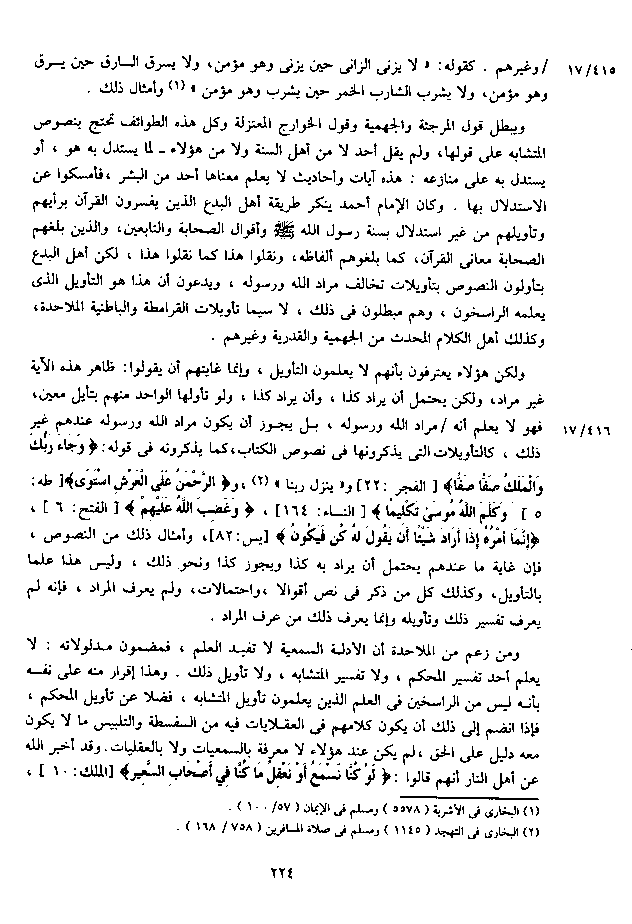 ١٧/٤١٥ / وغيرهم . كقوله: « لا يزنى الزانى حين يزنى وهو مؤمن، ولا يسرق السارق حين يسرق
وهو مؤمن، ولا يشرب الشارب الخمر حين يشرب وهو مؤمن » (١) وأمثال ذلك .
ويبطل قول المرجئة والجهمية وقول الخوارج المعتزلة وكل هذه الطوائف تحتج بنصوص
المتشابه على قولها، ولم يقل أحد لا من أهل السنة ولا من هؤلاء ـ لما يستدل به هو ، أو
يستدل به على منازعه : هذه آيات وأحاديث لا يعلم معناها أحد من البشر ،فأمسكوا عن
الاستدلال بها . وكان الإمام أحمد ينكر طريقة أهل البدع الذين يفسرون القرآن برأيهم
وتأويلهم من غير استدلال بسنة رسول الله ﷺ وأقوال الصحابة والتابعين، والذين بلغهم
الصحابة معانى القرآن، كما بلغوهم ألفاظه، ونقلوا هذا كما نقلوا هذا ، لكن أهل البدع
يتأولون النصوص بتأويلات تخالف مراد الله ورسوله ، ويدعون أن هذا هو التأويل الذى
يعلمه الراسخون ، وهم مبطلون فى ذلك ، لا سيما تأويلات القرامطة والباطنية الملاحدة،
وكذلك أهل الكلام المحدث من الجهمية والقدرية وغيرهم .
ولكن هؤلاء يعترفون بأنهم لا يعلمون التأويل ، وإنما غايتهم أن يقولوا: ظاهر هذه الآية
غير مراد، ولكن يحتمل أن يراد كذا ، وأن يراد كذا ، ولو تأولها الواحد منهم بتأيل معين،
١٧/٤١٦ فهو لا يعلم أنه / مراد الله ورسوله ، بل يجوز أن يكون مراد الله ورسوله عندهم غير
ذلك ، كالتأويلات التى يذكرونها فى نصوص الكتاب،كما يذكرونه فى قوله: ﴿ وَجَاءَ رَبُّكَ
وَالْمَلَكُ صَفًّا صَفًّا﴾ [ الفجر :٢٢] و« ينزل ربنا » (٢) ،و﴿ الرَّحْمَنُ عَلَى الْعَرْشِ اسْتَوَى﴾[ طه:
٥ ] ﴿ وَكَلَّمَ اللَّهُ مُوسَى تَكْلِيمًا ﴾ [ النساء: ١٦٤] ، ﴿ وَغَضِبَ اللَّهُ عَلَيْهِمْ ﴾ [ الفتح: ٦ ] ،
﴿إِنَّمَا أَمْرُهُ إِذَا أَرَادَ شَيْئًا أَن يَقُولَ لَهُ كُن فَيَكُونُ ﴾ [يس:٨٢]، وأمثال ذلك من النصوص ،
فإن غاية ما عندهم يحتمل أن يراد به كذا ويجوز كذا ونحو ذلك ، وليس هذا علما
بالتأويل، وكذلك كل من ذكر فى نص أقوالا ،واحتمالات، ولم يعرف المراد ، فإنه لم
يعرف تفسير ذلك وتأويله وإنما يعرف ذلك من عرف المراد .
ومن زعم من الملاحدة أن الأدلة السمعية لا تفيد العلم ، فمضمون مدلولاته : لا
يعلم أحد تفسير المحكم ، ولا تفسير المتشابه ، ولا تأويل ذلك . وهذا إقرار منه على نفسه
بأنه ليس من الراسخين فى العلم الذين يعلمون تأويل المتشابه ، فضلا عن تأويل المحكم ،
فإذا انضم إلى ذلك أن يكون كلامهم فى العقلايات فيه من السفسطة والتلبيس ما لا يكون
معه دليل على الحق ،لم يكن عند هؤلاء لا معرفة بالسمعيات ولا بالعقليات. وقد أخبر الله
عن أهل النار أنهم قالوا :﴿ لَوْ كُنَّا نَسْمَعُ أَوْ نَعْقِلُ مَا كُنَّا فِي أَصْحَابِ السَّعِيرِ﴾ [الملك: ١٠ ] ،
(١) البخارى فى الأشربة ( ٥٥٧٨ ) ومسلم فى الإيمان ( ٥٧/ ١٠٠ ) .
(٢) البخارى فى التهجد ( ١١٤٥ ) ومسلم فى صلاة المسافرين ( ٧٥٨ / ١٦٨ ) .
٢٢٤